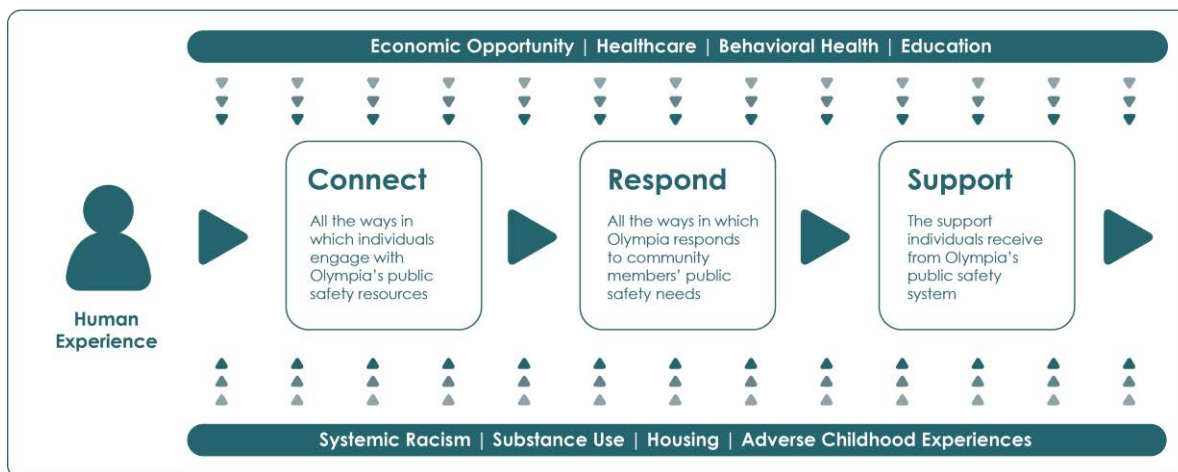 Economic Opportunity | Healthcare | Behavioral Health | Education
Human
Experience
Connect
All the ways in
which individuals
engage with
Olympia's public
safety resources
Respond
All the ways in which
Olympia responds
to community
members' public
safety needs
Support
The support
individuals receive
from Olympia's
public safety
system
Systemic Racism | Substance Use | Housing | Adverse Childhood Experiences